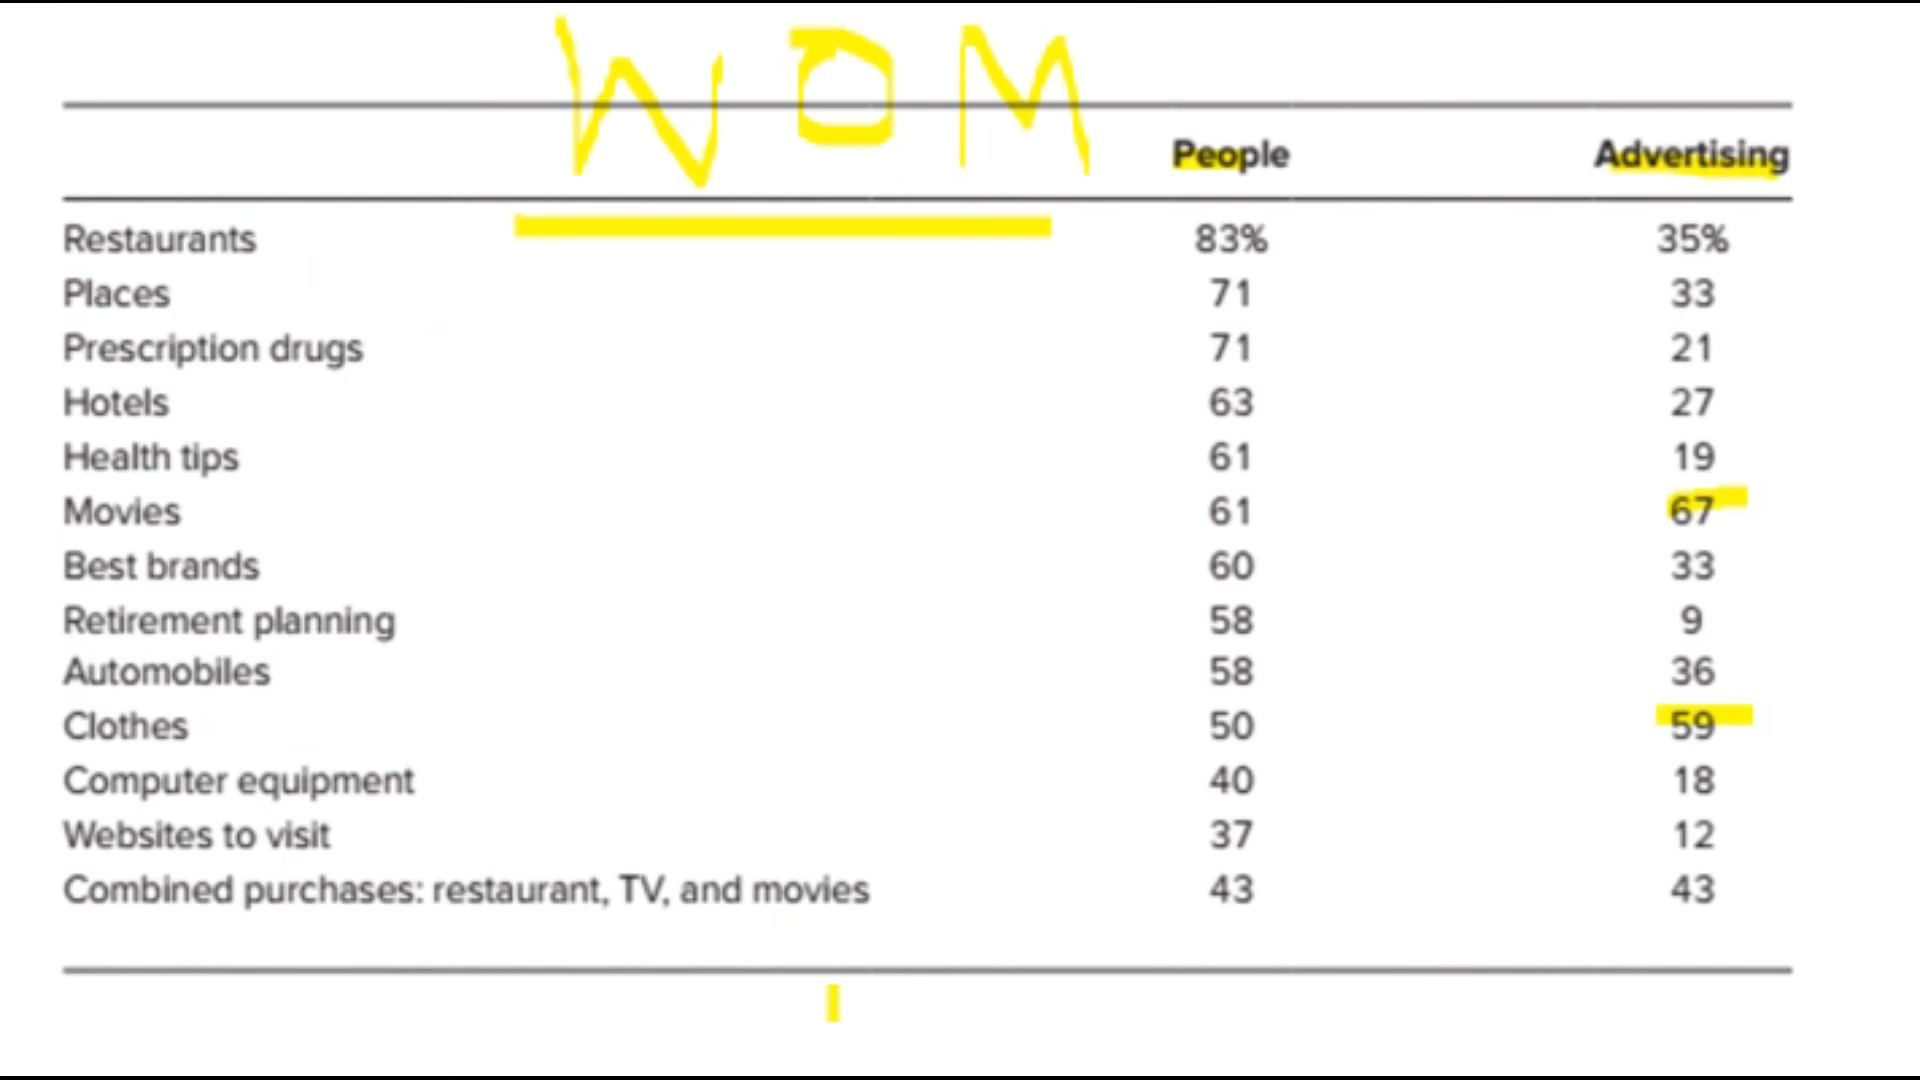 WOM
People Advertising
Restaurants 83% 35%
Places 71 33
Prescription drugs 71 21
Hotels 63 27
Health tips 61 19
Movies 61 67
Best brands 60 33
Retirement planning 58 9
Automobiles 58 36
Clothes 50 59
Computer equipment 40 18
Websites to visit 37 12
Combined purchases: restaurant, TV, and movies 43 43